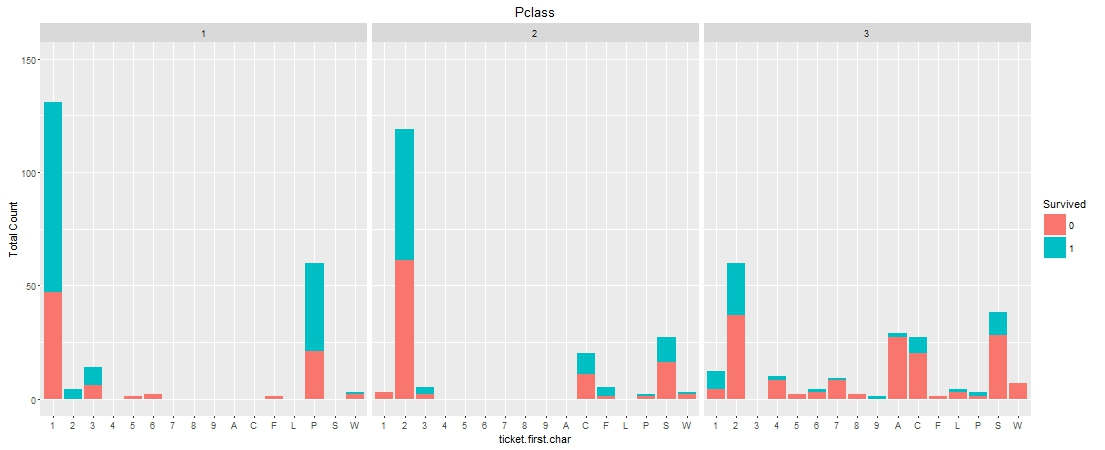 Pclass
1 2 3
150
100
50
0
Total Count
1 2 3 4 5 6 7 8 9 A C F L P S W
1 2 3 4 5 6 7 8 9 A C F L P S W
1 2 3 4 5 6 7 8 9 A C F L P S W
ticket.first.char
Survived
0
1